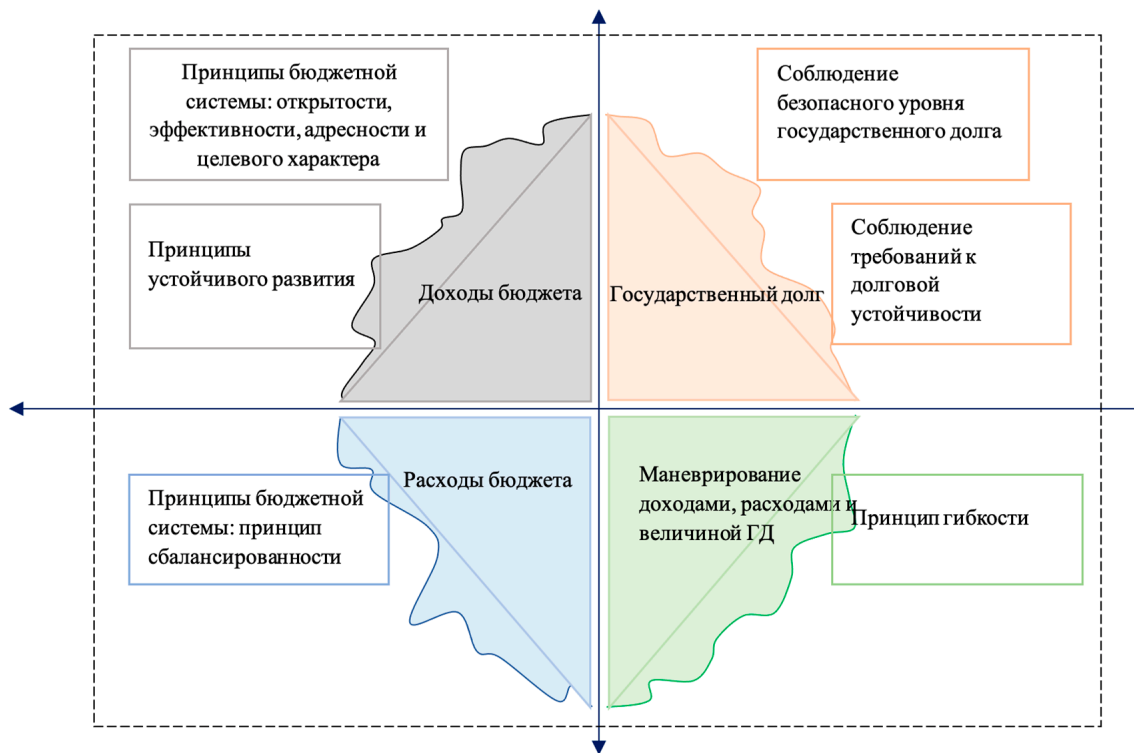 Принципы бюджетной
системы: открытости,
эффективности, адресности и
целевого характера
Соблюдение
безопасного уровня
государственного долга
Принципы
устойчивого развития
Соблюдение
требований к
долговой
устойчивости
Доходы бюджета
Государственный долг
Расходы бюджета
Маневрирование
доходами, расходами и
величиной ГД
Принципы бюджетной
системы: принцип
сбалансированности
Принцип гибкости